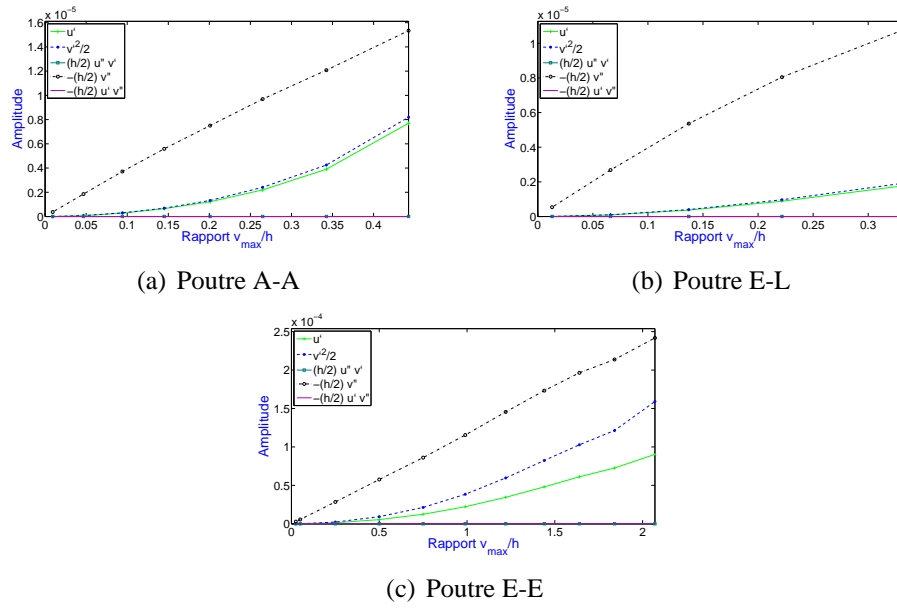 x 10⁻⁵
1.6
1.4
1.2
1
0.8
0.6
0.4
0.2
0
Amplitude
u'
v'²/2
(h/2) u'' v'
−(h/2) v''
−(h/2) u' v''
0 0.05 0.1 0.15 0.2 0.25 0.3 0.35 0.4
Rapport v_max/h
(a) Poutre A-A
x 10⁻⁵
1
0.8
0.6
0.4
0.2
0
Amplitude
u'
v'²/2
(h/2) u'' v'
−(h/2) v''
−(h/2) u' v''
0 0.05 0.1 0.15 0.2 0.25 0.3
Rapport v_max/h
(b) Poutre E-L
x 10⁻⁴
2.5
2
1.5
1
0.5
0
Amplitude
u'
v'²/2
(h/2) u'' v'
−(h/2) v''
−(h/2) u' v''
0 0.5 1 1.5 2
Rapport v_max/h
(c) Poutre E-E